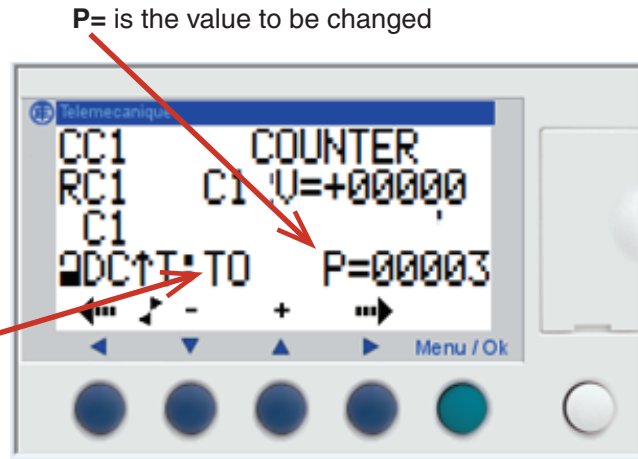 P= is the value to be changed
Telemecanique
CC1 COUNTER
RC1 C1 V=+00000
C1
DC↑T TO P=00003
- +
Menu / Ok